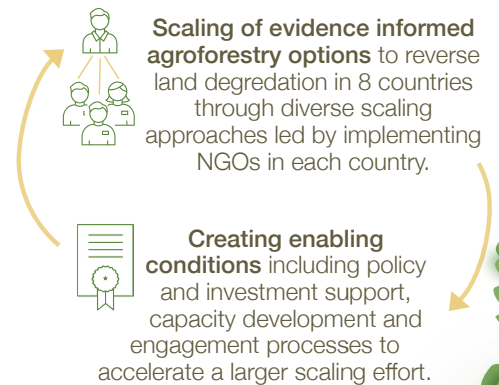 Scaling of evidence informed
agroforestry options to reverse
land degredation in 8 countries
through diverse scaling
approaches led by implementing
NGOs in each country.
Creating enabling
conditions including policy
and investment support,
capacity development and
engagement processes to
accelerate a larger scaling effort.